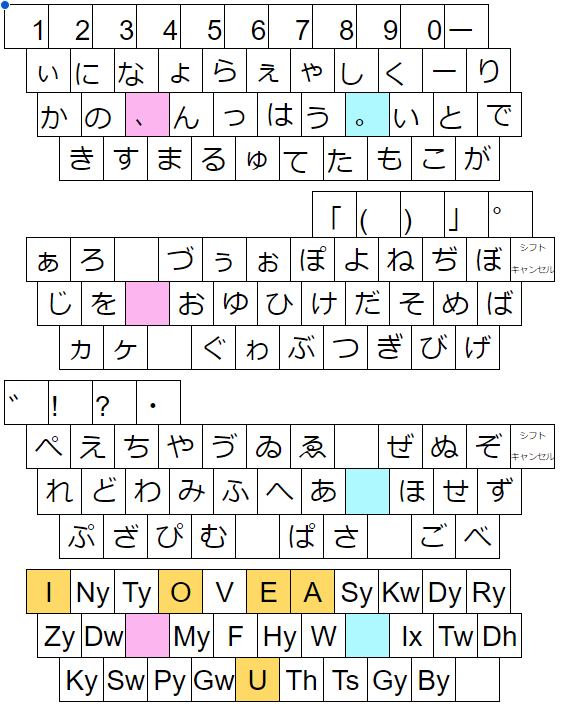 1 2 3 4 5 6 7 8 9 0 ー
ぃ に な ょ ら ぇ ゃ し く ー り
か の 、 ん っ は う 。 い と で
き す ま る ゅ て た も こ が
「 ( ) 」 °
ぁ ろ づ ぅ ぉ ぽ よ ね ぢ ぼ シフト キャンセル
じ を お ゆ ひ け だ そ め ば
ヵ ヶ ぐ ゎ ぶ つ ぎ び げ
゛ ! ? ・
ぺ え ち や ゔ ゐ ゑ ぜ ぬ ぞ シフト キャンセル
れ ど わ み ふ へ あ ほ せ ず
ぷ ざ ぴ む ぱ さ ご べ
I Ny Ty O V E A Sy Kw Dy Ry
Zy Dw My F Hy W Ix Tw Dh
Ky Sw Py Gw U Th Ts Gy By